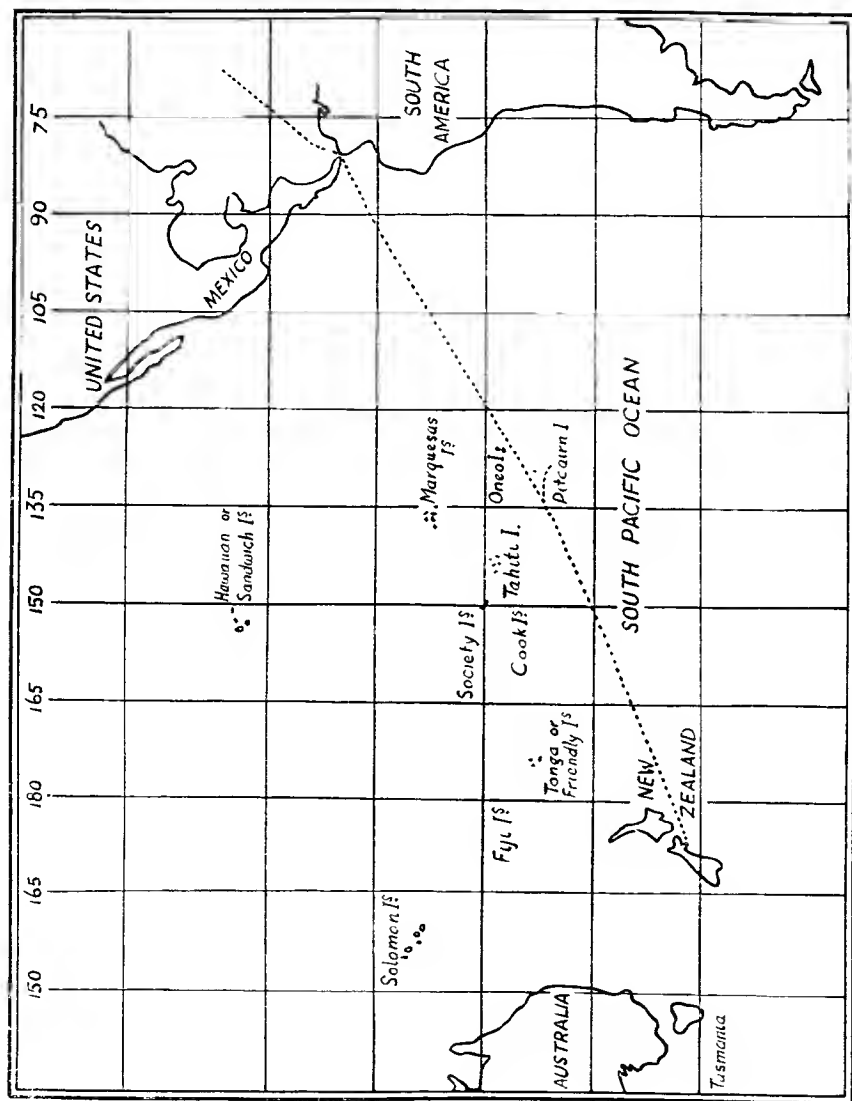 150 165 180 165 150 135 120 105 90 75
UNITED STATES
MEXICO
Hawaiian or
Sandwich Is
Solomon Is
SOUTH
AMERICA
Marquesas
Is
Society Is
Fiji Is
Cook Is
Tahiti I.
Oneo Is
Tonga or
Friendly Is
Pitcairn I
AUSTRALIA
NEW
ZEALAND
SOUTH PACIFIC OCEAN
Tasmania